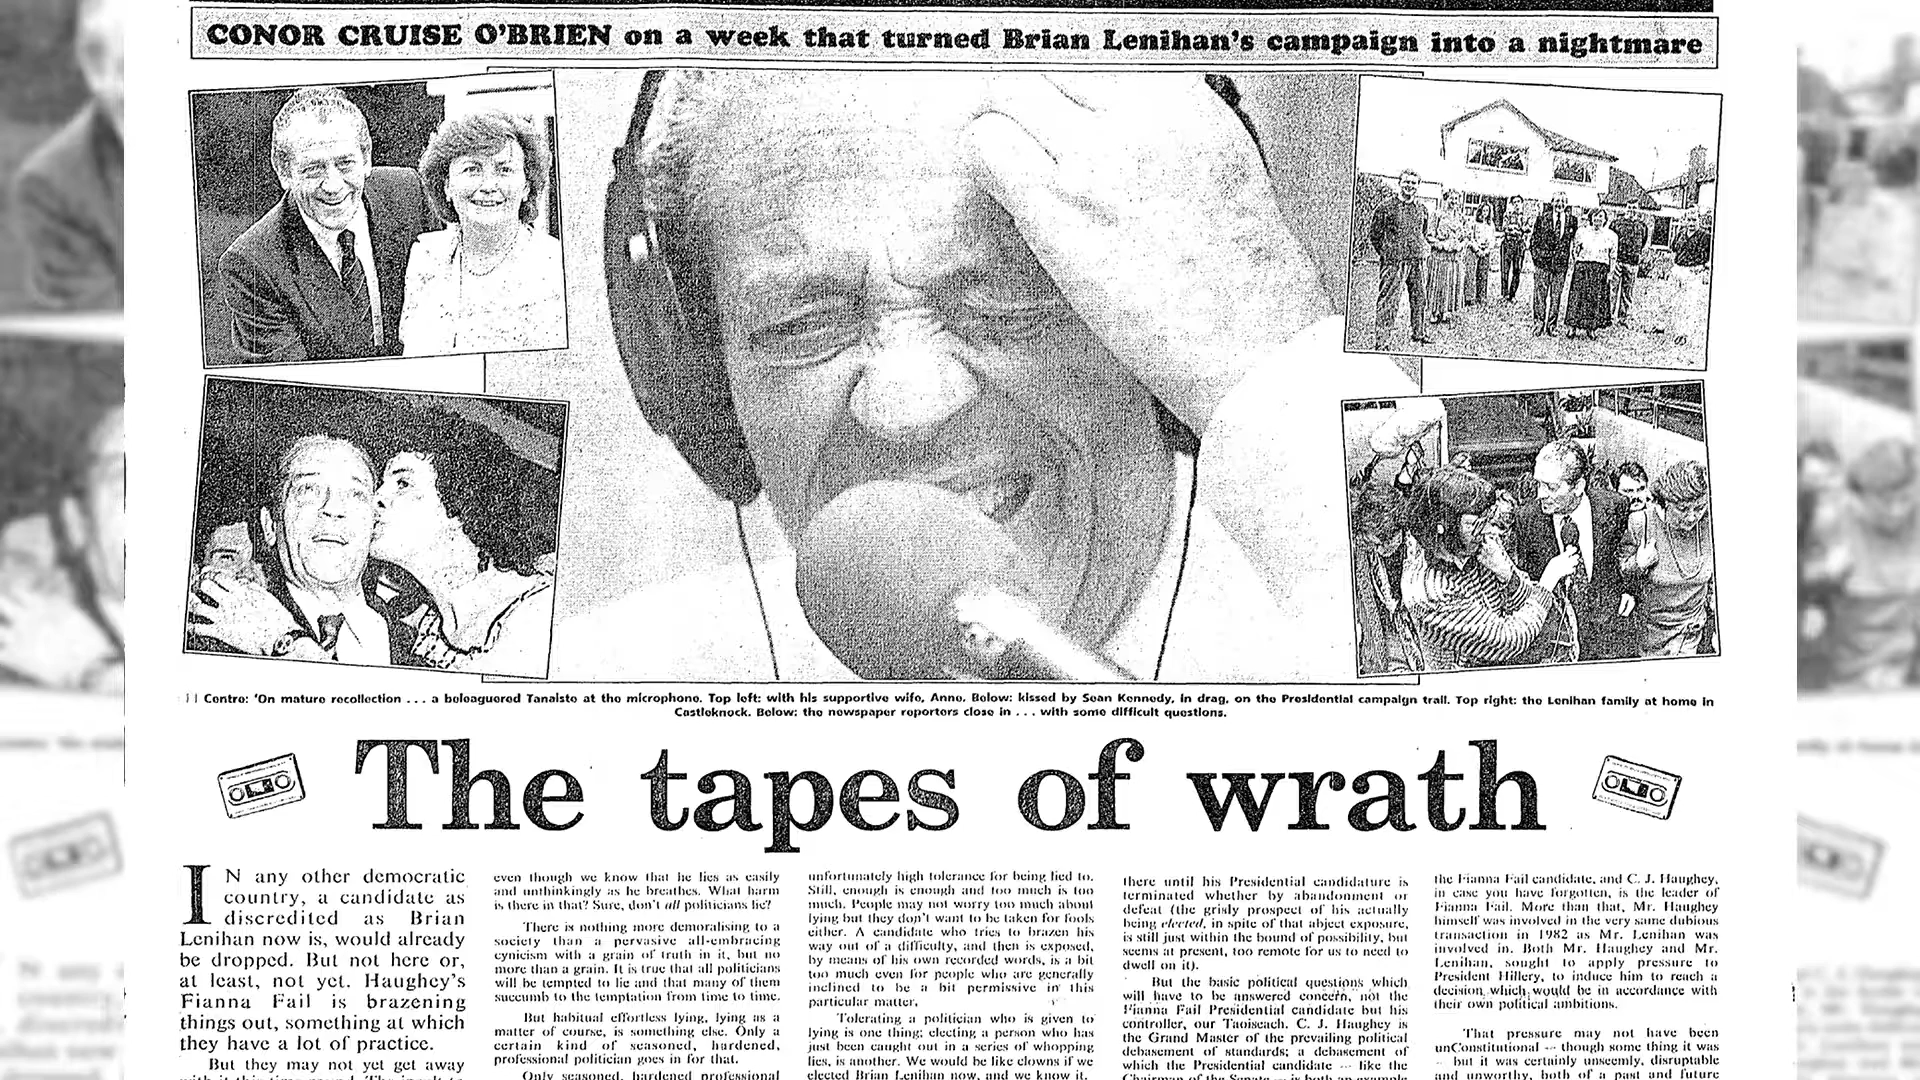 CONOR CRUISE O'BRIEN on a week that turned Brian Lenihan's campaign into a nightmare
Centre: 'On mature recollection . . . a beleaguered Tanaiste at the microphone. Top left: with his supportive wife, Anne. Below: kissed by Sean Kennedy, in drag, on the Presidential campaign trail. Top right: the Lenihan family at home in
Castleknock. Below: the newspaper reporters close in . . . with some difficult questions.
The tapes of wrath
IN any other democratic
country, a candidate as
discredited as Brian
Lenihan now is, would already
be dropped. But not here or,
at least, not yet. Haughey's
Fianna Fail is brazening
things out, something at which
they have a lot of practice.
But they may not yet get away
even though we know that he lies as easily
and unthinkingly as he breathes. What harm
is there in that? Sure, don't all politicians lie?
There is nothing more demoralising to a
society than a pervasive all-embracing
cynicism with a grain of truth in it, but no
more than a grain. It is true that all politicians
will be tempted to lie and that many of them
succumb to the temptation from time to time.
But habitual effortless lying, lying as a
matter of course, is something else. Only a
certain kind of seasoned, hardened,
professional politician goes in for that.
Only seasoned, hardened professional
unfortunately high tolerance for being lied to.
Still, enough is enough and too much is too
much. People may not worry too much about
lying but they don't want to be taken for fools
either. A candidate who tries to brazen his
way out of a difficulty, and then is exposed,
by means of his own recorded words, is a bit
too much even for people who are generally
inclined to be a bit permissive in this
particular matter.
Tolerating a politician who is given to
lying is one thing; electing a person who has
just been caught out in a series of whopping
lies, is another. We would be like clowns if we
elected Brian Lenihan now, and we know it.
there until his Presidential candidature is
terminated whether by abandonment or
defeat (the grisly prospect of his actually
being elected, in spite of that abject exposure,
is still just within the bound of possibility, but
seems at present, too remote for us to need to
dwell on it).
But the basic political questions which
will have to be answered concern, not the
Fianna Fail Presidential candidate but his
controller, our Taoiseach. C. J. Haughey is
the Grand Master of the prevailing political
debasement of standards; a debasement of
which the Presidential candidate -- like the
Chairman of the Senate -- is both an example
the Fianna Fail candidate, and C. J. Haughey,
in case you have forgotten, is the leader of
Fianna Fail. More than that, Mr. Haughey
himself was involved in the very same dubious
transaction in 1982 as Mr. Lenihan was
involved in. Both Mr. Haughey and Mr.
Lenihan, sought to apply pressure to
President Hillery, to induce him to reach a
decision which would be in accordance with
their own political ambitions.
That pressure may not have been
unConstitutional -- though some thing it was
-- but it was certainly unseemly, disruptable
and unworthy, both of a past and future